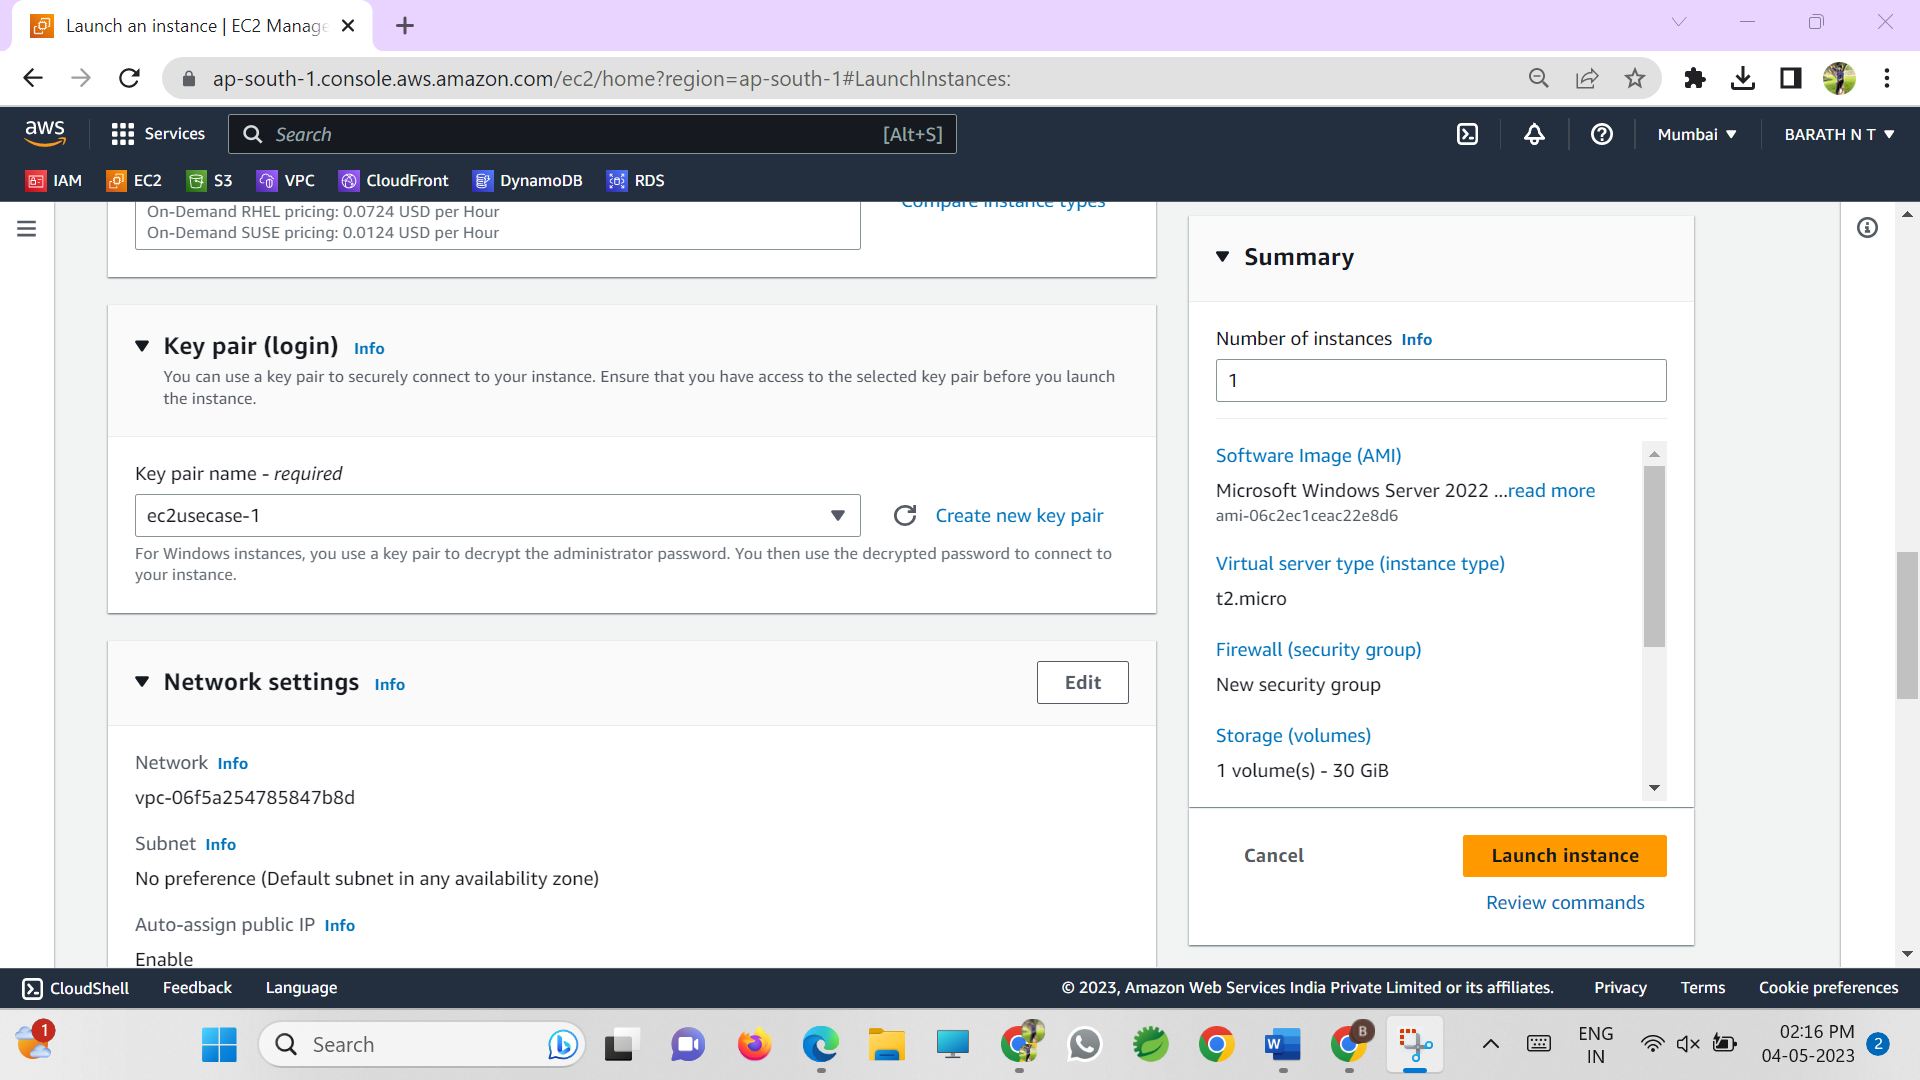 Launch an instance | EC2 Manage
ap-south-1.console.aws.amazon.com/ec2/home?region=ap-south-1#LaunchInstances:
aws
Services
Search
[Alt+S]
Mumbai
BARATH N T
IAM
EC2
S3
VPC
CloudFront
DynamoDB
RDS
On-Demand RHEL pricing: 0.0724 USD per Hour
On-Demand SUSE pricing: 0.0124 USD per Hour
Compare instance types
Key pair (login) Info
You can use a key pair to securely connect to your instance. Ensure that you have access to the selected key pair before you launch
the instance.
Key pair name - required
ec2usecase-1
Create new key pair
For Windows instances, you use a key pair to decrypt the administrator password. You then use the decrypted password to connect to
your instance.
Network settings Info
Edit
Network Info
vpc-06f5a254785847b8d
Subnet Info
No preference (Default subnet in any availability zone)
Auto-assign public IP Info
Enable
Summary
Number of instances Info
1
Software Image (AMI)
Microsoft Windows Server 2022 ...read more
ami-06c2ec1ceac22e8d6
Virtual server type (instance type)
t2.micro
Firewall (security group)
New security group
Storage (volumes)
1 volume(s) - 30 GiB
Cancel
Launch instance
Review commands
CloudShell
Feedback
Language
© 2023, Amazon Web Services India Private Limited or its affiliates.
Privacy
Terms
Cookie preferences
1
Search
W
B
ENG
IN
02:16 PM
04-05-2023
2